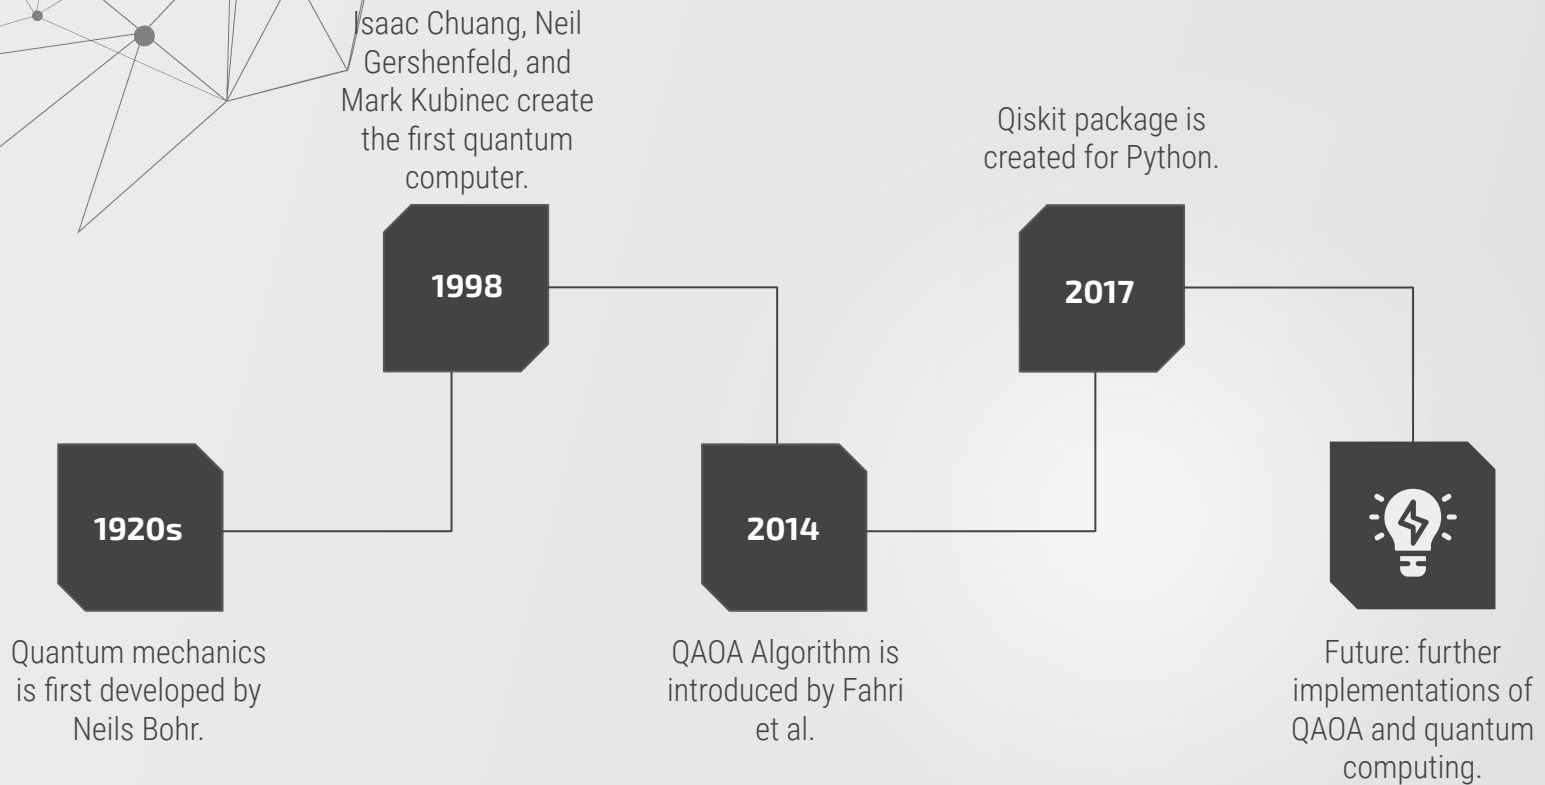 Isaac Chuang, Neil
Gershenfeld, and
Mark Kubinec create
the first quantum
computer.
Qiskit package is
created for Python.
1998
2017
1920s
2014
Quantum mechanics
is first developed by
Neils Bohr.
QAOA Algorithm is
introduced by Fahri
et al.
Future: further
implementations of
QAOA and quantum
computing.